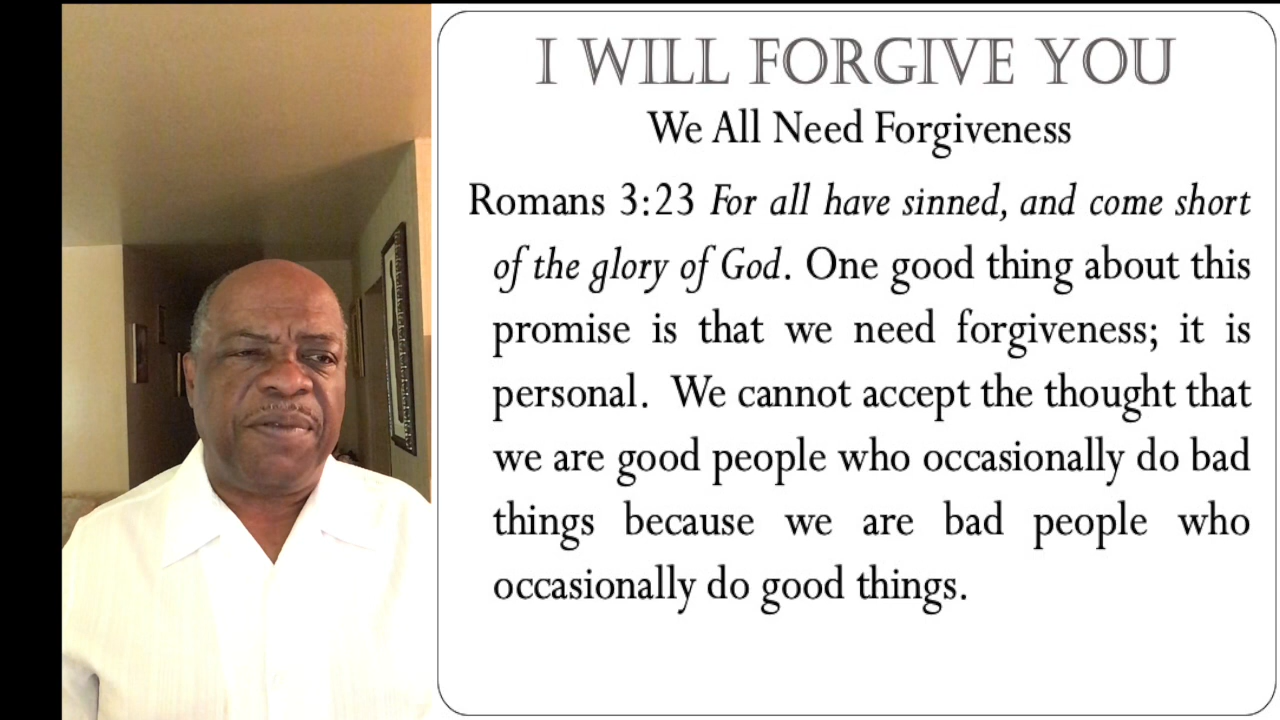 I WILL FORGIVE YOU
We All Need Forgiveness
Romans 3:23 For all have sinned, and come short
of the glory of God. One good thing about this
promise is that we need forgiveness; it is
personal. We cannot accept the thought that
we are good people who occasionally do bad
things because we are bad people who
occasionally do good things.